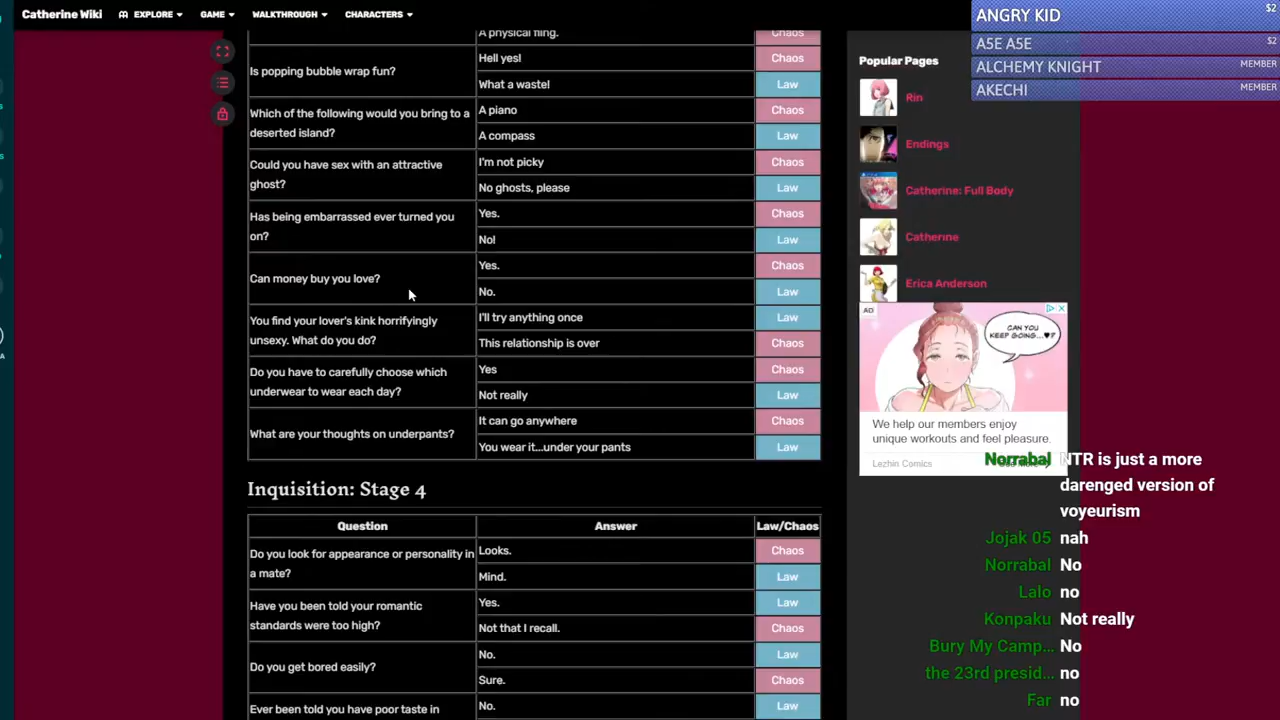 Catherine Wiki
EXPLORE
GAME
WALKTHROUGH
CHARACTERS
ANGRY KID
$2
A5E A5E
$2
ALCHEMY KNIGHT
MEMBER
AKECHI
MEMBER
A physical fling.
Chaos
Is popping bubble wrap fun?
Hell yes!
Chaos
What a waste!
Law
Which of the following would you bring to a
deserted island?
A piano
Chaos
A compass
Law
Could you have sex with an attractive
ghost?
I'm not picky
Chaos
No ghosts, please
Law
Has being embarrassed ever turned you
on?
Yes.
Chaos
No!
Law
Can money buy you love?
Yes.
Chaos
No.
Law
You find your lover's kink horrifyingly
unsexy. What do you do?
I'll try anything once
Law
This relationship is over
Chaos
Do you have to carefully choose which
underwear to wear each day?
Yes
Chaos
Not really
Law
What are your thoughts on underpants?
It can go anywhere
Chaos
You wear it...under your pants
Law
Inquisition: Stage 4
Question
Answer
Law/Chaos
Do you look for appearance or personality in
a mate?
Looks.
Chaos
Mind.
Law
Have you been told your romantic
standards were too high?
Yes.
Law
Not that I recall.
Chaos
Do you get bored easily?
No.
Law
Sure.
Chaos
Ever been told you have poor taste in
No.
Law
Popular Pages
Rin
Endings
Catherine: Full Body
Catherine
Erica Anderson
AD
CAN YOU
KEEP GOING...♥?
We help our members enjoy
unique workouts and feel pleasure.
Lezhin Comics
Norrabal NTR is just a more
darenged version of
voyeurism
Jojak 05 nah
Norrabal No
Lalo no
Konpaku Not really
Bury My Camp... No
the 23rd presid... no
Far no